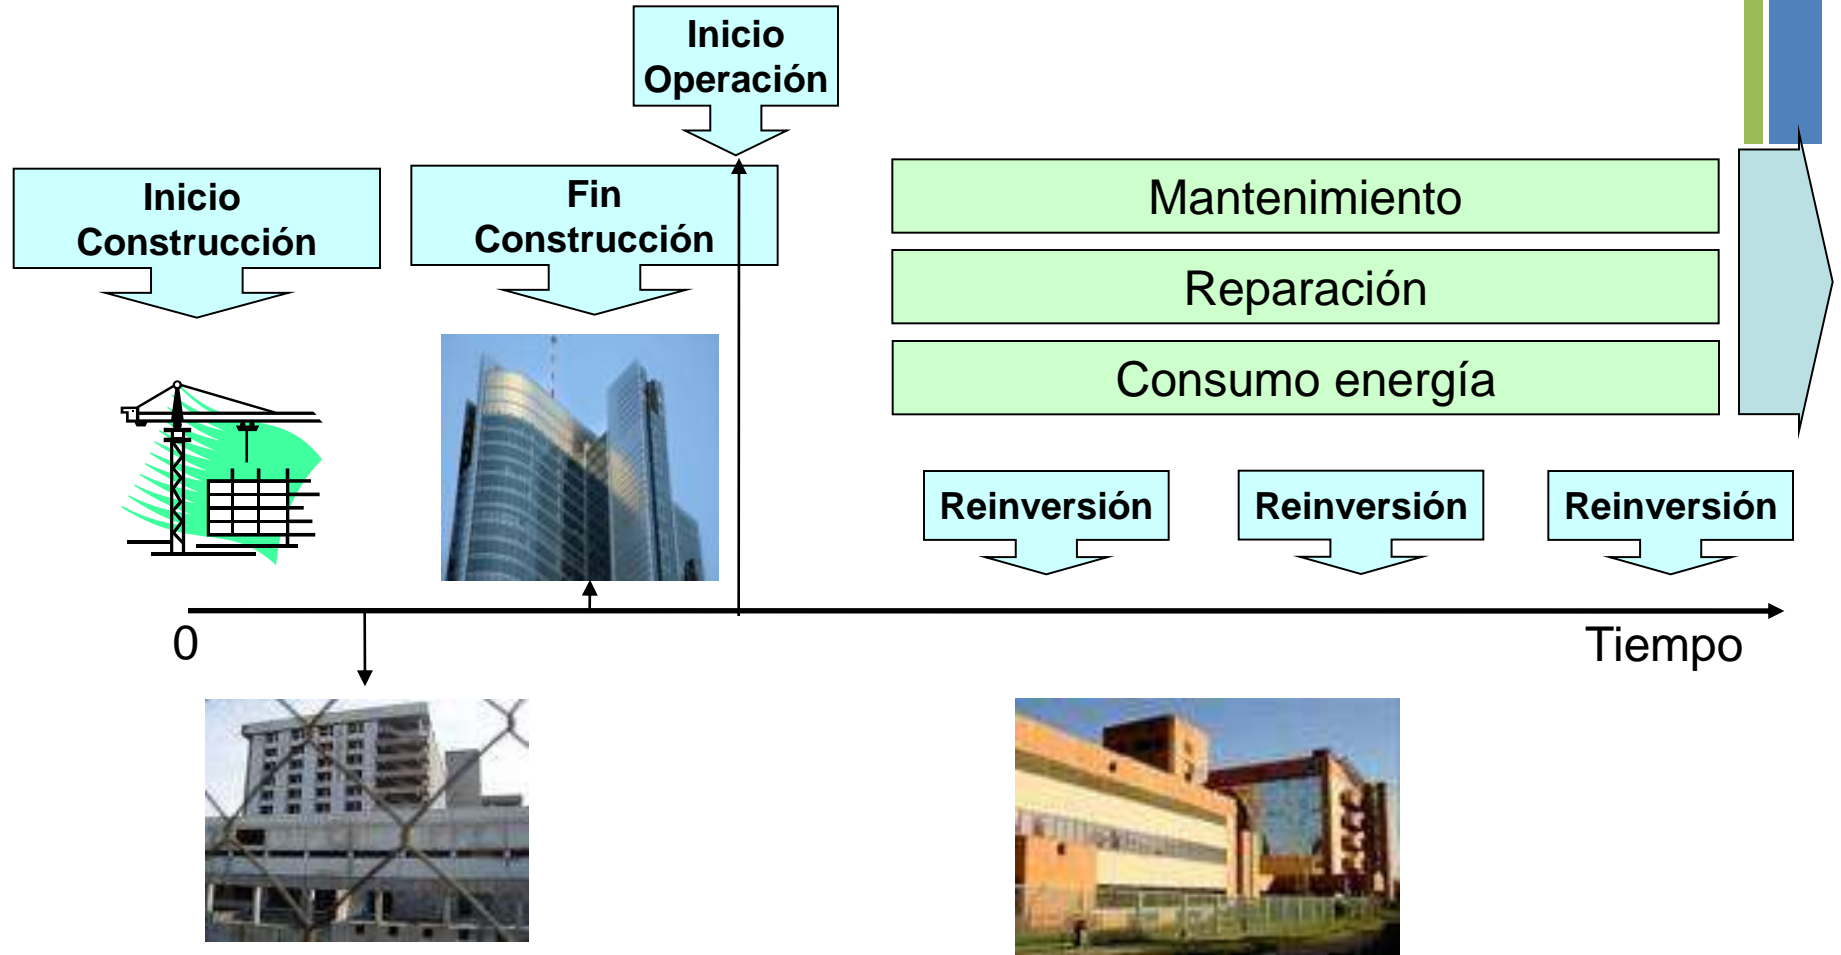 Inicio
Operación
Inicio
Construcción
Fin
Construcción
Mantenimiento
Reparación
Consumo energía
Reinversión
Reinversión
Reinversión
0
Tiempo